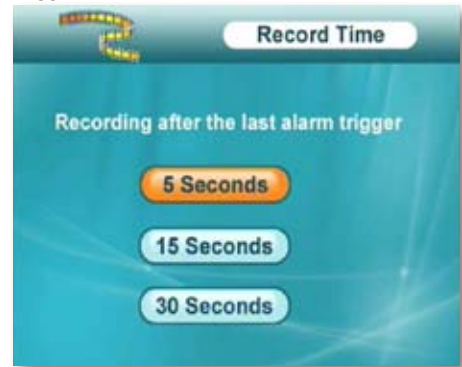 Record Time
Recording after the last alarm trigger
5 Seconds
15 Seconds
30 Seconds